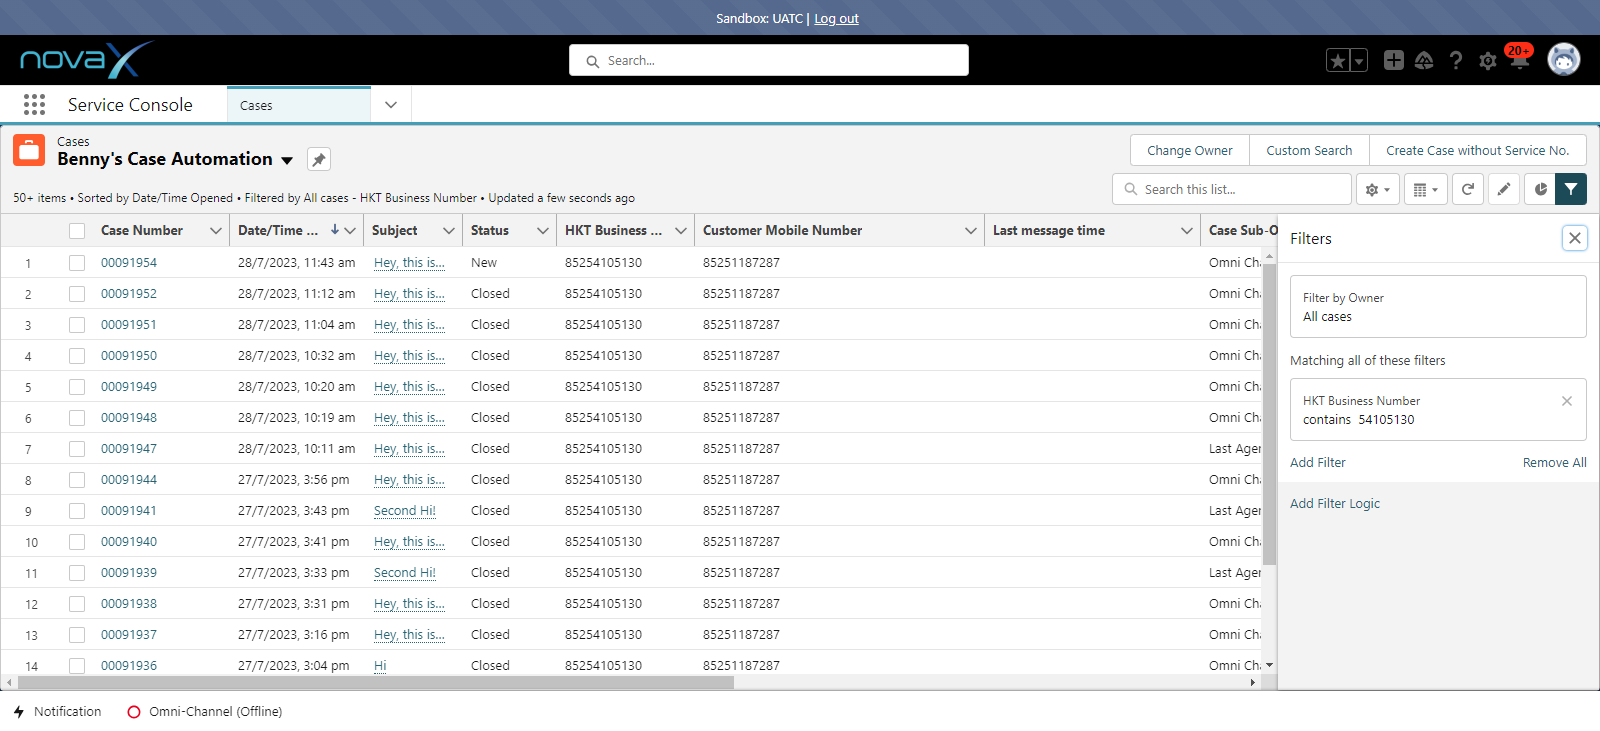 Sandbox: UATC | Log out
novaX
Search...
20+
Service Console
Cases
Cases
Benny's Case Automation
Change Owner
Custom Search
Create Case without Service No.
50+ items • Sorted by Date/Time Opened • Filtered by All cases - HKT Business Number • Updated a few seconds ago
Search this list...
Case Number Date/Time ... Subject Status HKT Business ... Customer Mobile Number Last message time Case Sub-O
1 00091954 28/7/2023, 11:43 am Hey, this is... New 85254105130 85251187287 Omni Cha
2 00091952 28/7/2023, 11:12 am Hey, this is... Closed 85254105130 85251187287 Omni Cha
3 00091951 28/7/2023, 11:04 am Hey, this is... Closed 85254105130 85251187287 Omni Cha
4 00091950 28/7/2023, 10:32 am Hey, this is... Closed 85254105130 85251187287 Omni Cha
5 00091949 28/7/2023, 10:20 am Hey, this is... Closed 85254105130 85251187287 Omni Cha
6 00091948 28/7/2023, 10:19 am Hey, this is... Closed 85254105130 85251187287 Omni Cha
7 00091947 28/7/2023, 10:11 am Hey, this is... Closed 85254105130 85251187287 Last Agen
8 00091944 27/7/2023, 3:56 pm Hey, this is... Closed 85254105130 85251187287 Omni Cha
9 00091941 27/7/2023, 3:43 pm Second Hi! Closed 85254105130 85251187287 Last Agen
10 00091940 27/7/2023, 3:41 pm Hey, this is... Closed 85254105130 85251187287 Omni Cha
11 00091939 27/7/2023, 3:33 pm Second Hi! Closed 85254105130 85251187287 Last Agen
12 00091938 27/7/2023, 3:31 pm Hey, this is... Closed 85254105130 85251187287 Omni Cha
13 00091937 27/7/2023, 3:16 pm Hey, this is... Closed 85254105130 85251187287 Omni Cha
14 00091936 27/7/2023, 3:04 pm Hi Closed 85254105130 85251187287 Omni Cha
Filters
Filter by Owner
All cases
Matching all of these filters
HKT Business Number
contains 54105130
Add Filter
Remove All
Add Filter Logic
Notification
Omni-Channel (Offline)